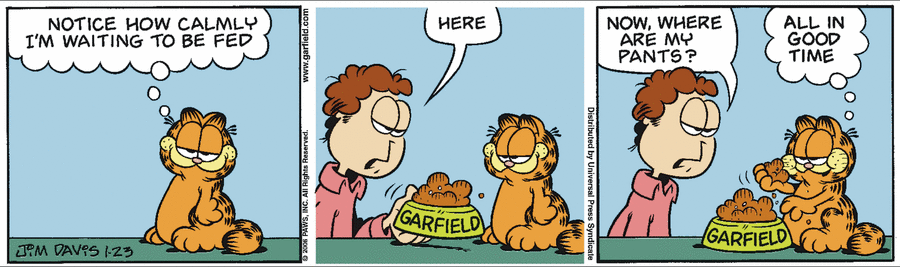 NOTICE HOW CALMLY
I'M WAITING TO BE FED
JIM DAVIS 1·23
www.garfield.com
© 2006 PAWS, INC. All Rights Reserved.
HERE
GARFIELD
Distributed by Universal Press Syndicate
NOW, WHERE
ARE MY
PANTS?
ALL IN
GOOD
TIME
GARFIELD